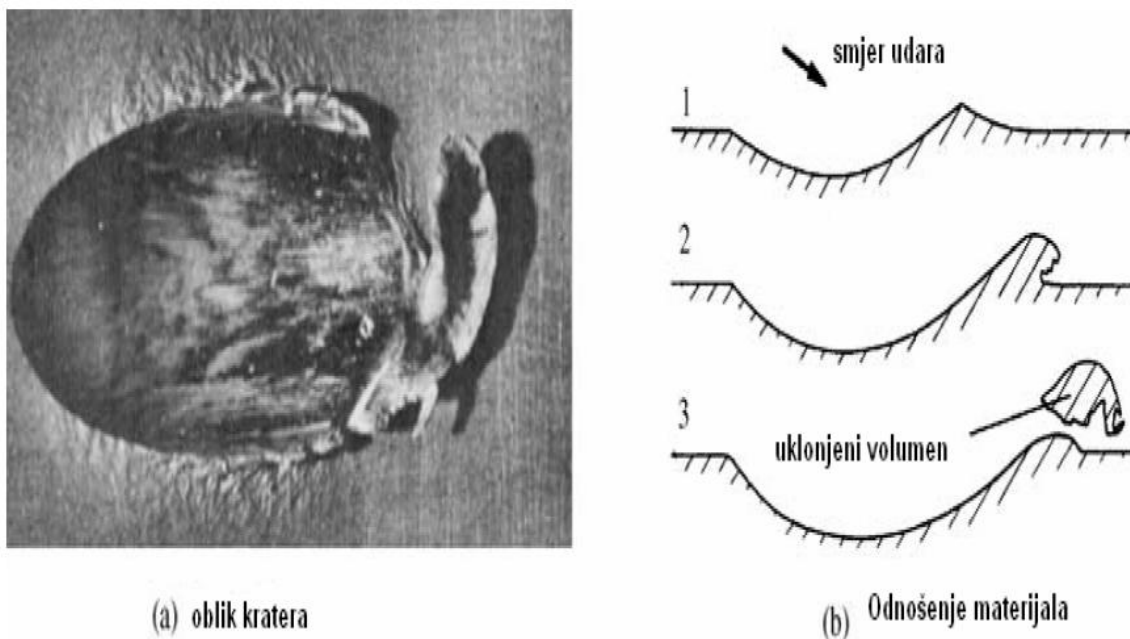 smjer udara
1
2
3
uklonjeni volumen
(a) oblik kratera
(b) Odnošenje materijala